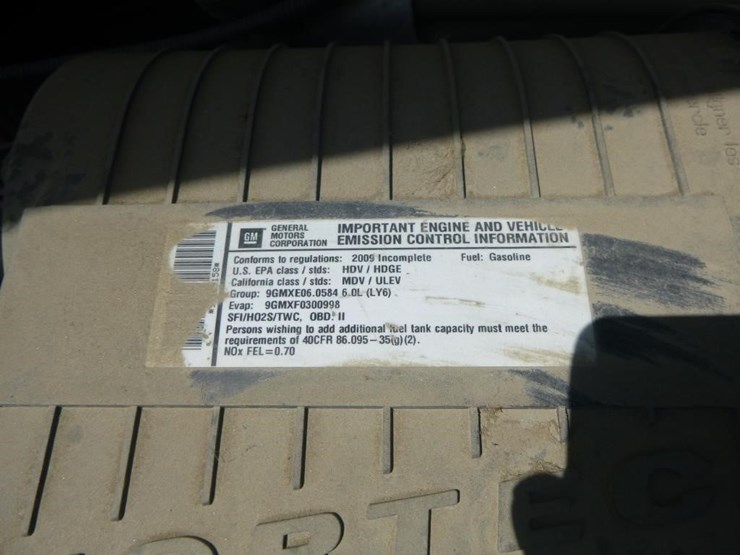 GM GENERAL MOTORS CORPORATION
IMPORTANT ENGINE AND VEHICLE
EMISSION CONTROL INFORMATION
Conforms to regulations: 2009 Incomplete Fuel: Gasoline
U.S. EPA class / stds: HDV / HDGE
California class / stds: MDV / ULEV
Group: 9GMXE06.0584 6.0L (LY6)
Evap: 9GMXF0300998
SFI/HO2S/TWC, OBD: II
Persons wishing to add additional fuel tank capacity must meet the
requirements of 40CFR 86.095-35(g)(2).
NOx FEL=0.70
les